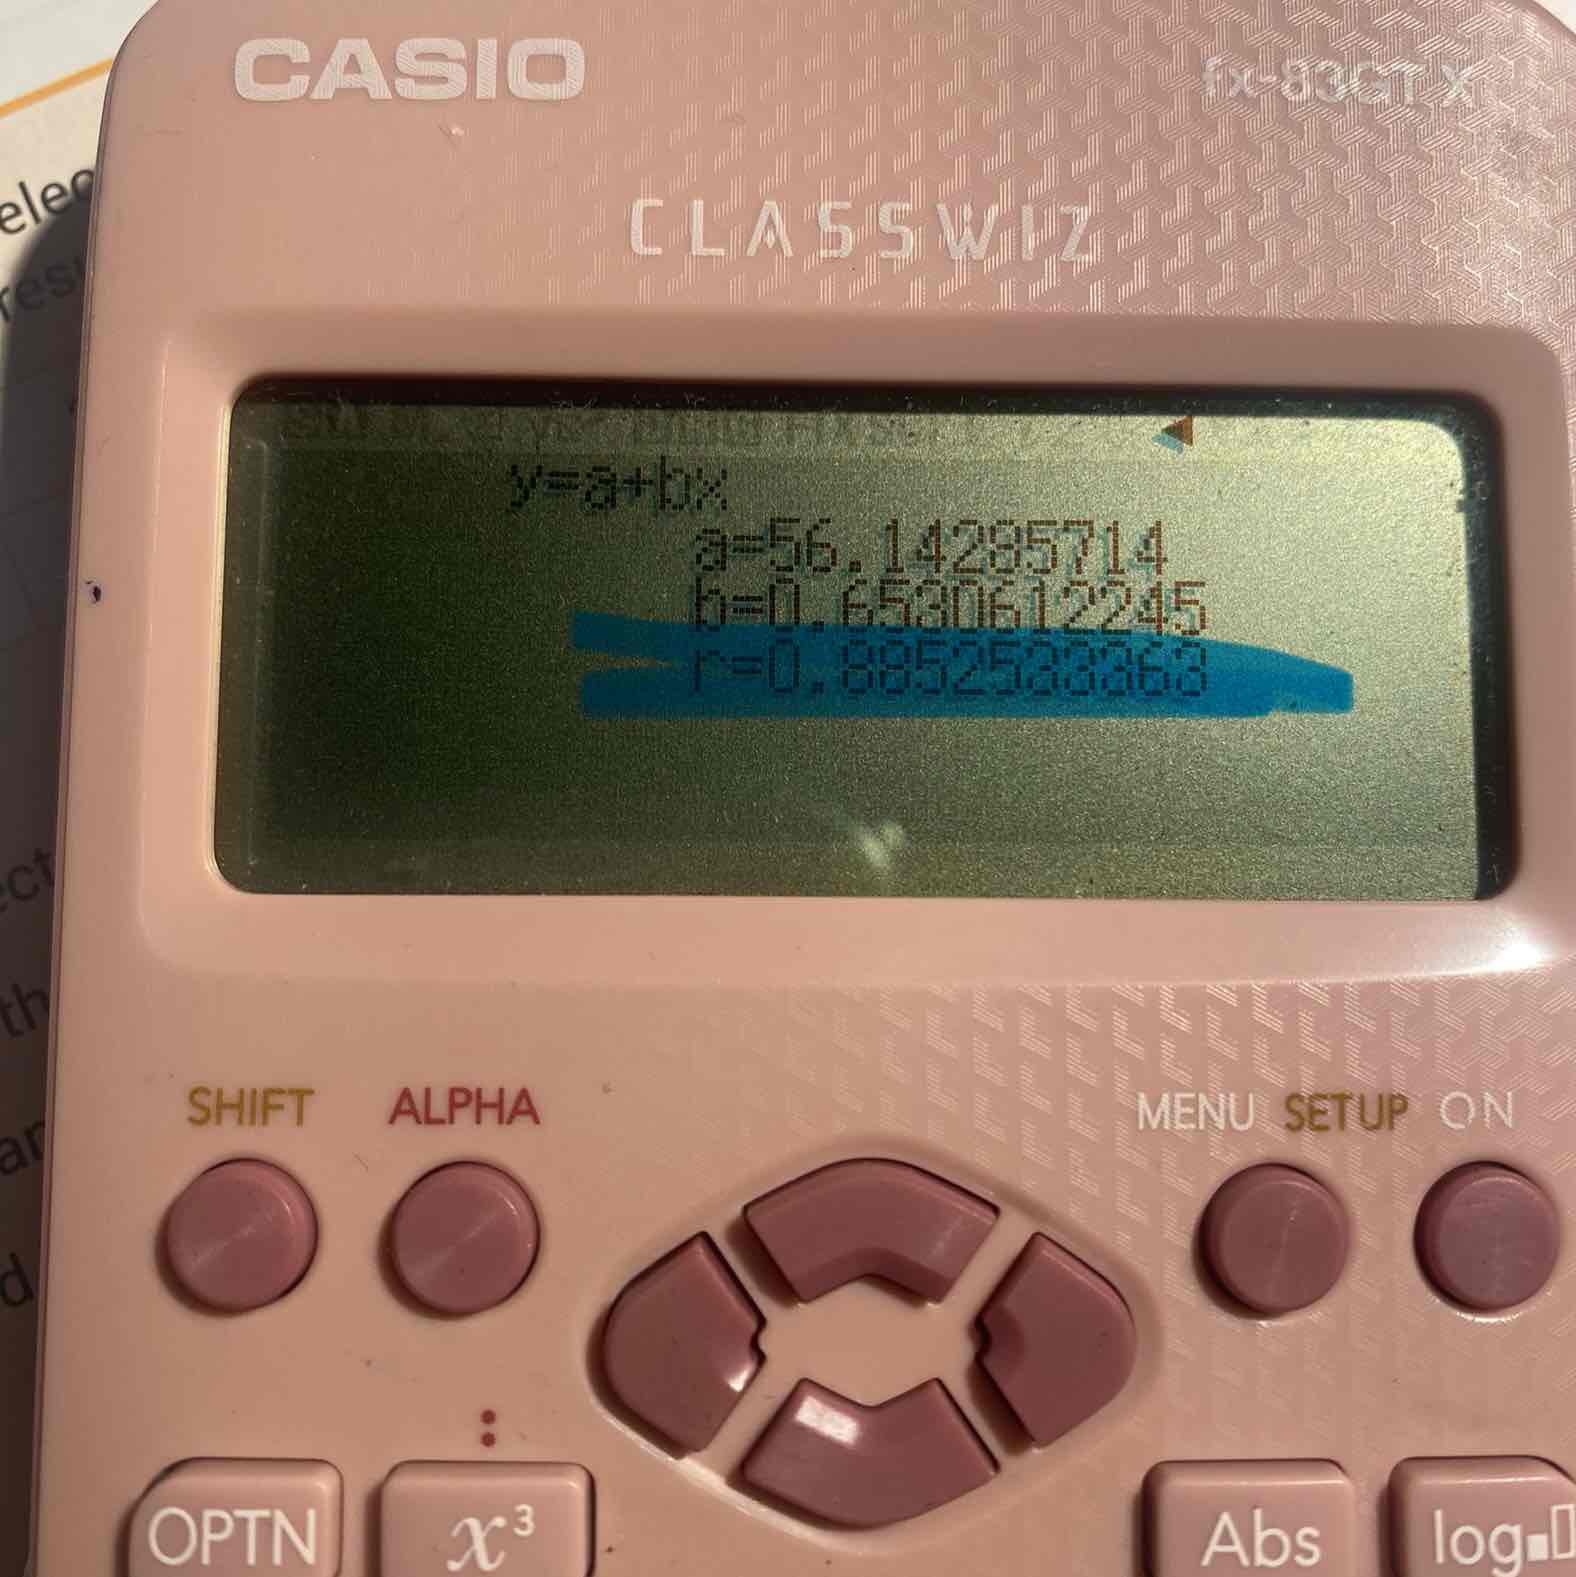 CASIO
fx-83GT X
CLASSWIZ
y=a+bx
a=56.14285714
b=0.6530612245
r=0.8852533363
SHIFT ALPHA MENU SETUP ON
OPTN x³ Abs log